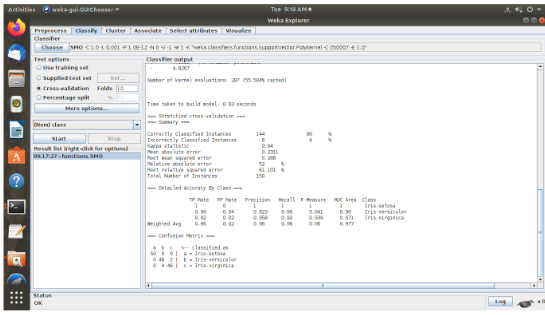 Activities
weka-gui-GUIChooser
Tue 9:18 AM
Weka Explorer
Preprocess Classify Cluster Associate Select attributes Visualize
Classifier
Choose SMO -C 1.0 -L 0.001 -P 1.0E-12 -N 0 -V -1 -W 1 -K "weka.classifiers.functions.supportVector.PolyKernel -C 250007 -E 1.0"
Test options
Use training set
Supplied test set Set...
Cross-validation Folds 10
Percentage split %
More options...
(Nom) class
Start Stop
Result list (right-click for options)
09:17:27 - functions.SMO
Classifier output
Number of kernel evaluations: 207 (55.504% cached)
Time taken to build model: 0.03 seconds
=== Stratified cross-validation ===
=== Summary ===
Correctly Classified Instances 144 96 %
Incorrectly Classified Instances 6 4 %
Kappa statistic 0.94
Mean absolute error 0.2311
Root mean squared error 0.288
Relative absolute error 52 %
Root relative squared error 61.101 %
Total Number of Instances 150
=== Detailed Accuracy By Class ===
TP Rate FP Rate Precision Recall F-Measure ROC Area Class
1 0 1 1 1 1 Iris-setosa
0.96 0.04 0.923 0.96 0.941 0.96 Iris-versicolor
0.92 0.02 0.958 0.92 0.939 0.971 Iris-virginica
Weighted Avg. 0.96 0.02 0.96 0.96 0.96 0.977
=== Confusion Matrix ===
a b c <-- classified as
50 0 0 | a = Iris-setosa
0 48 2 | b = Iris-versicolor
0 4 46 | c = Iris-virginica
Status
OK
Log
x 0